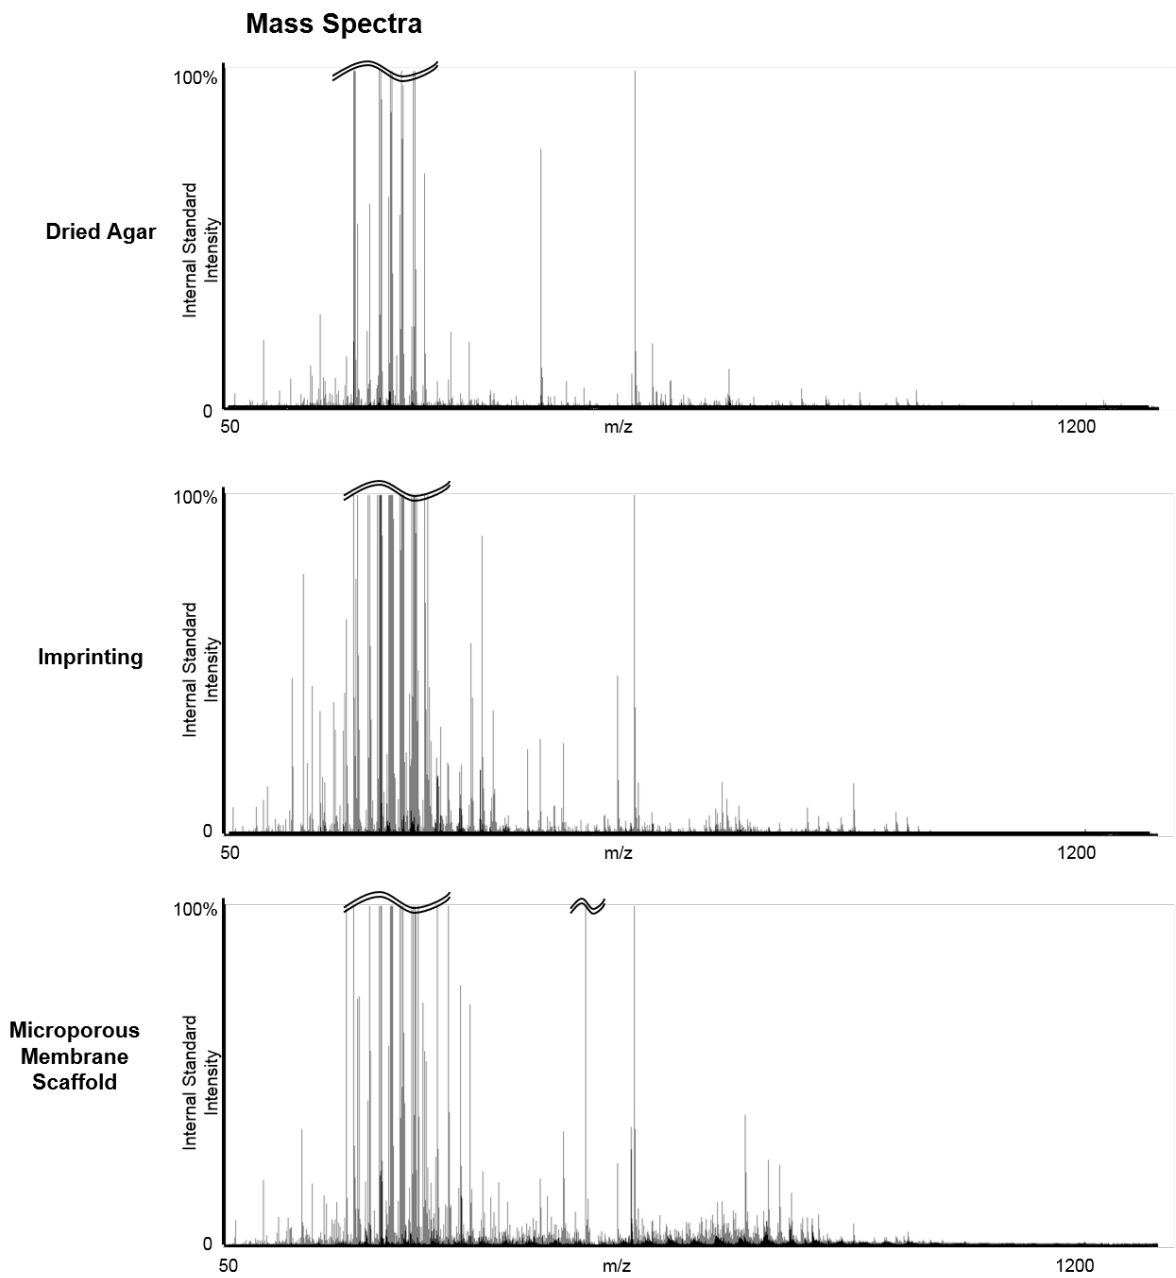 Mass Spectra
100%
Dried Agar
Internal Standard
Intensity
0
50
m/z
1200
100%
Imprinting
Internal Standard
Intensity
0
50
m/z
1200
100%
Microporous
Membrane
Scaffold
Internal Standard
Intensity
0
50
m/z
1200